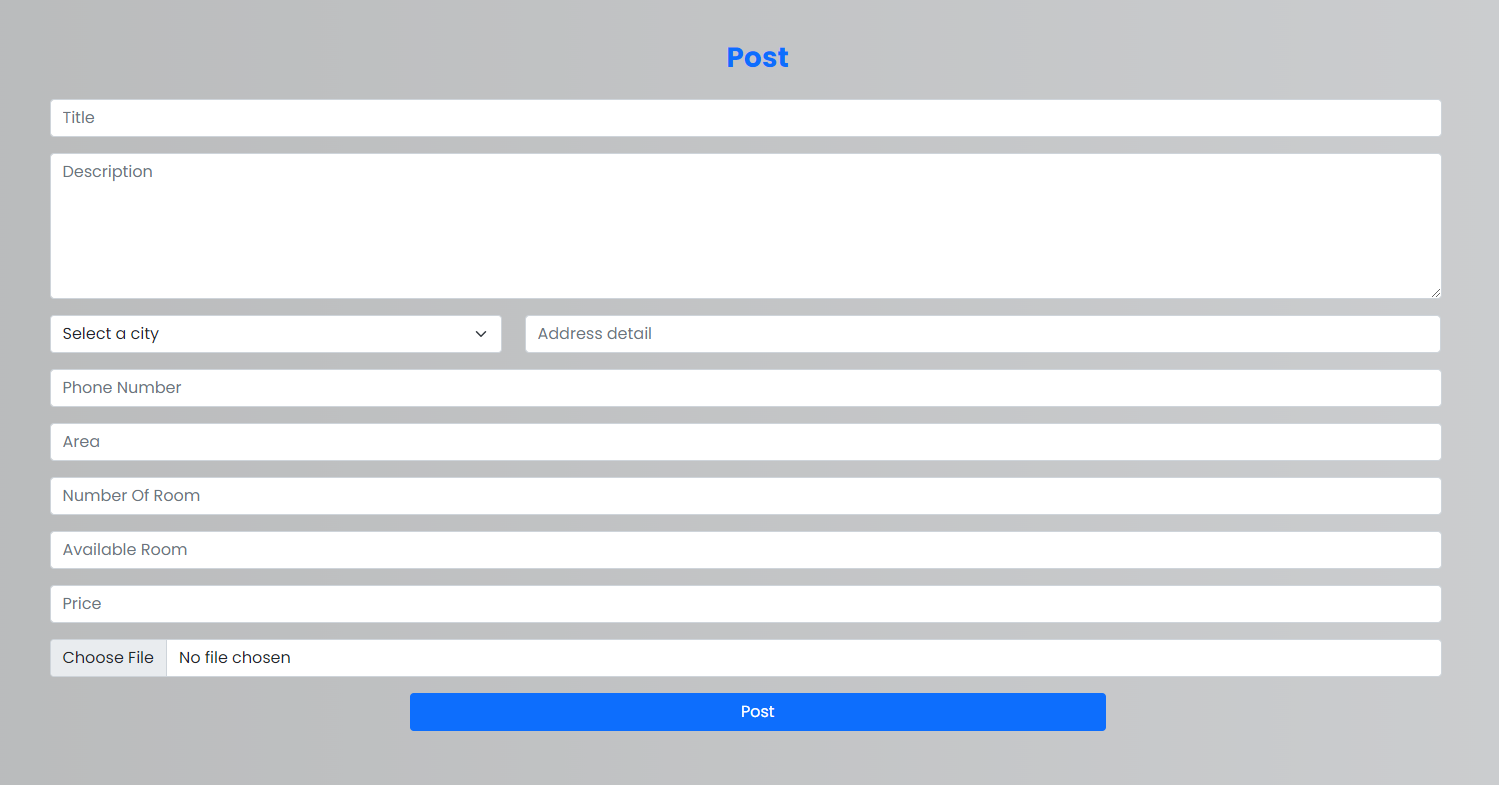 Post
Title
Description
Select a city
Address detail
Phone Number
Area
Number Of Room
Available Room
Price
Choose File
No file chosen
Post